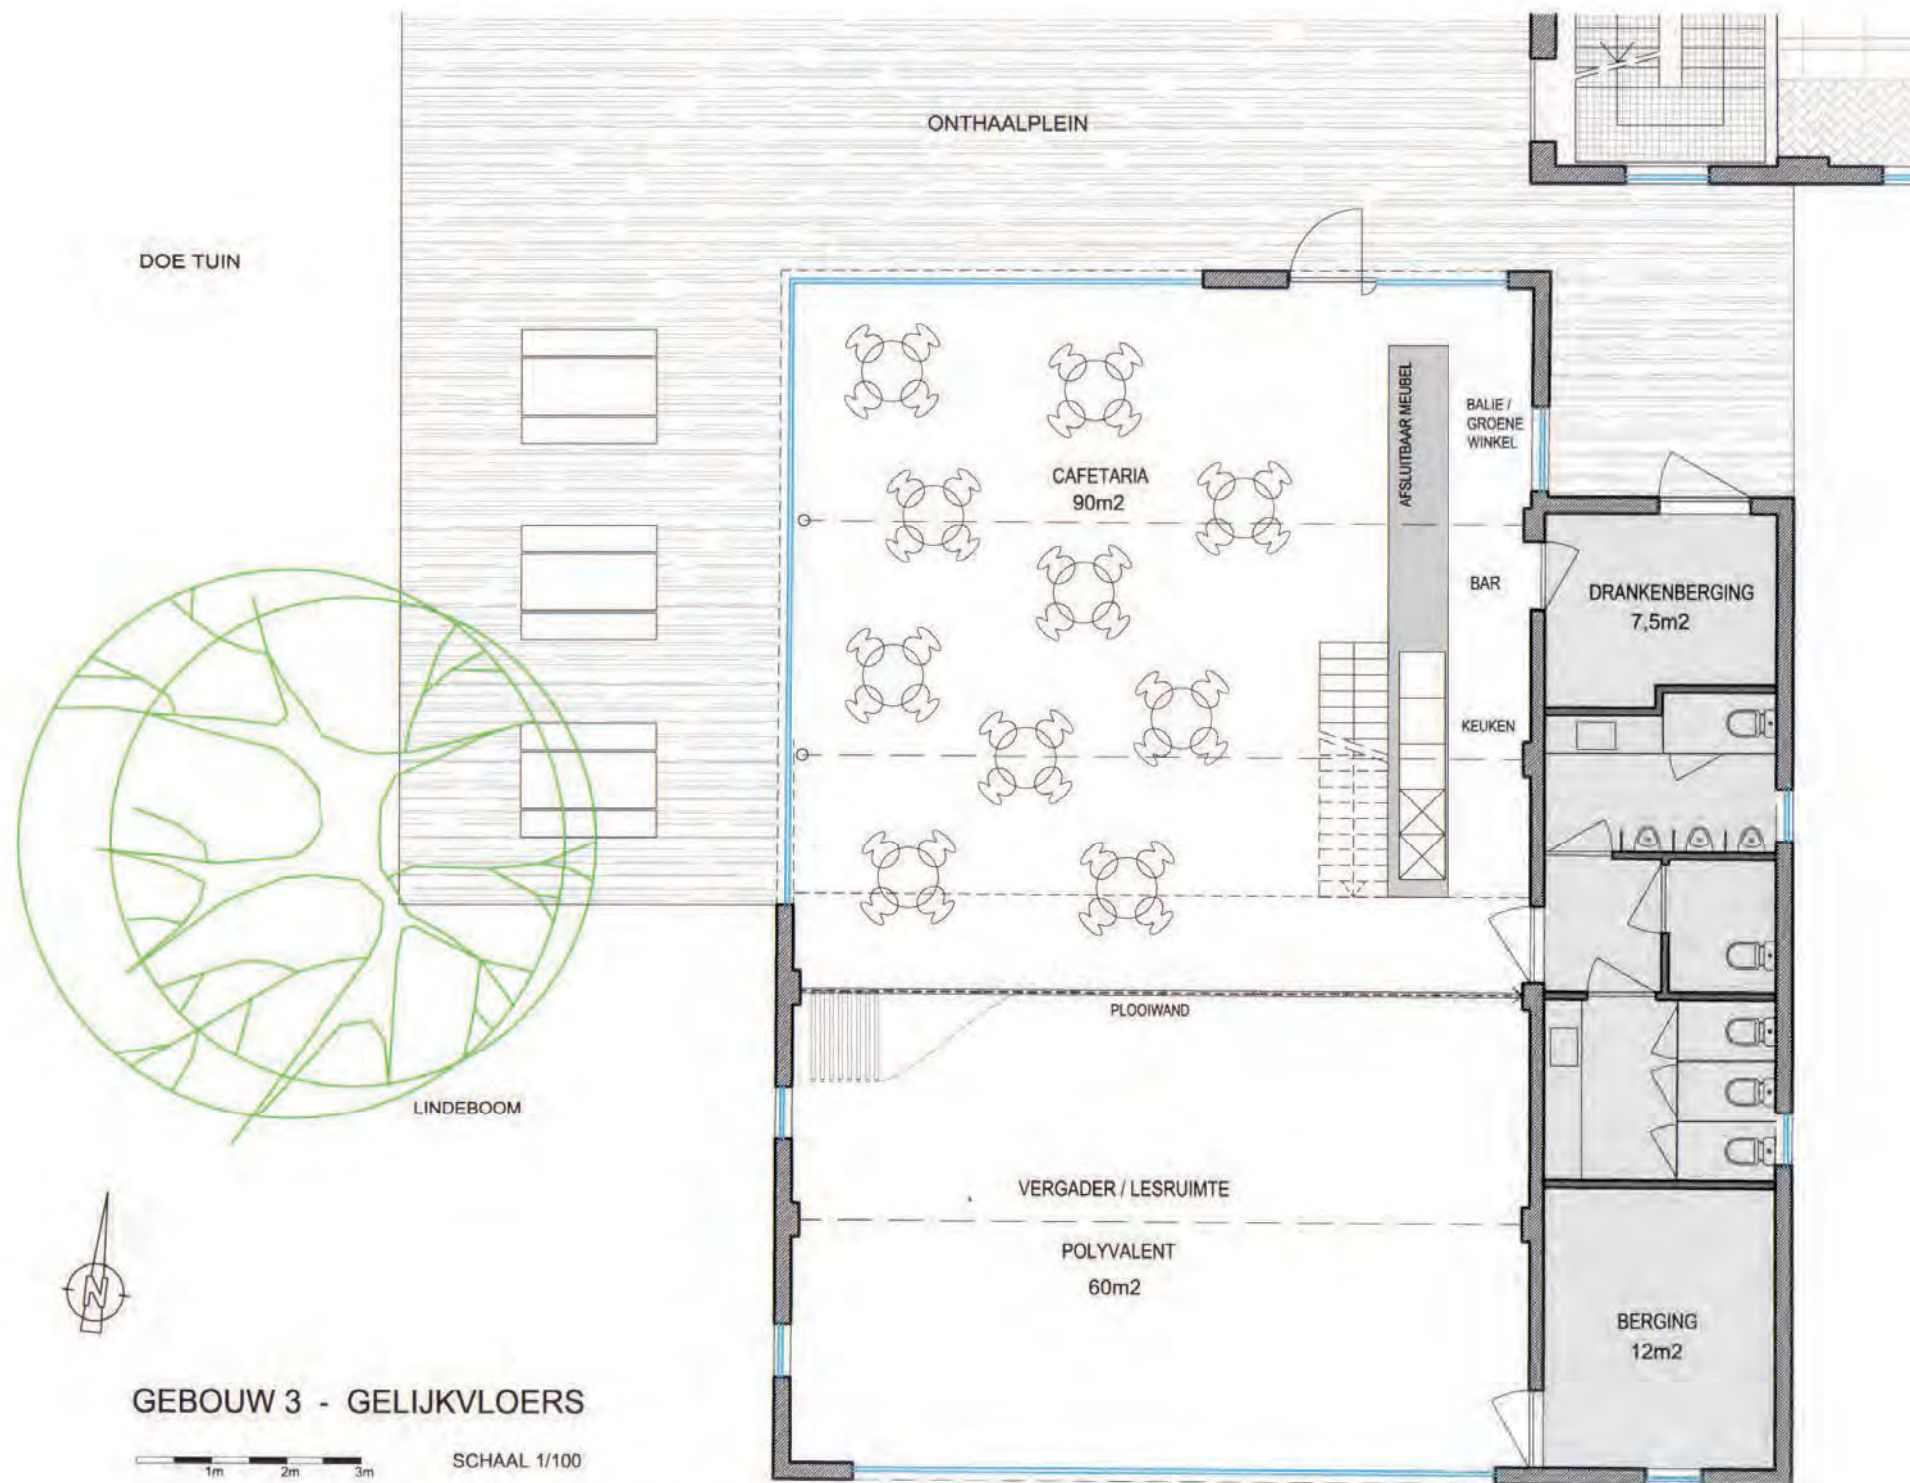 ONTHAALPLEIN
DOE TUIN
AFSLUITBAAR MEUBEL
BALIE /
GROENE
WINKEL
CAFETARIA
90m2
BAR
DRANKENBERGING
7,5m2
KEUKEN
PLOOIWAND
LINDEBOOM
VERGADER / LESRUIMTE
POLYVALENT
60m2
N
BERGING
12m2
GEBOUW 3 - GELIJKVLOERS
1m 2m 3m
SCHAAL 1/100